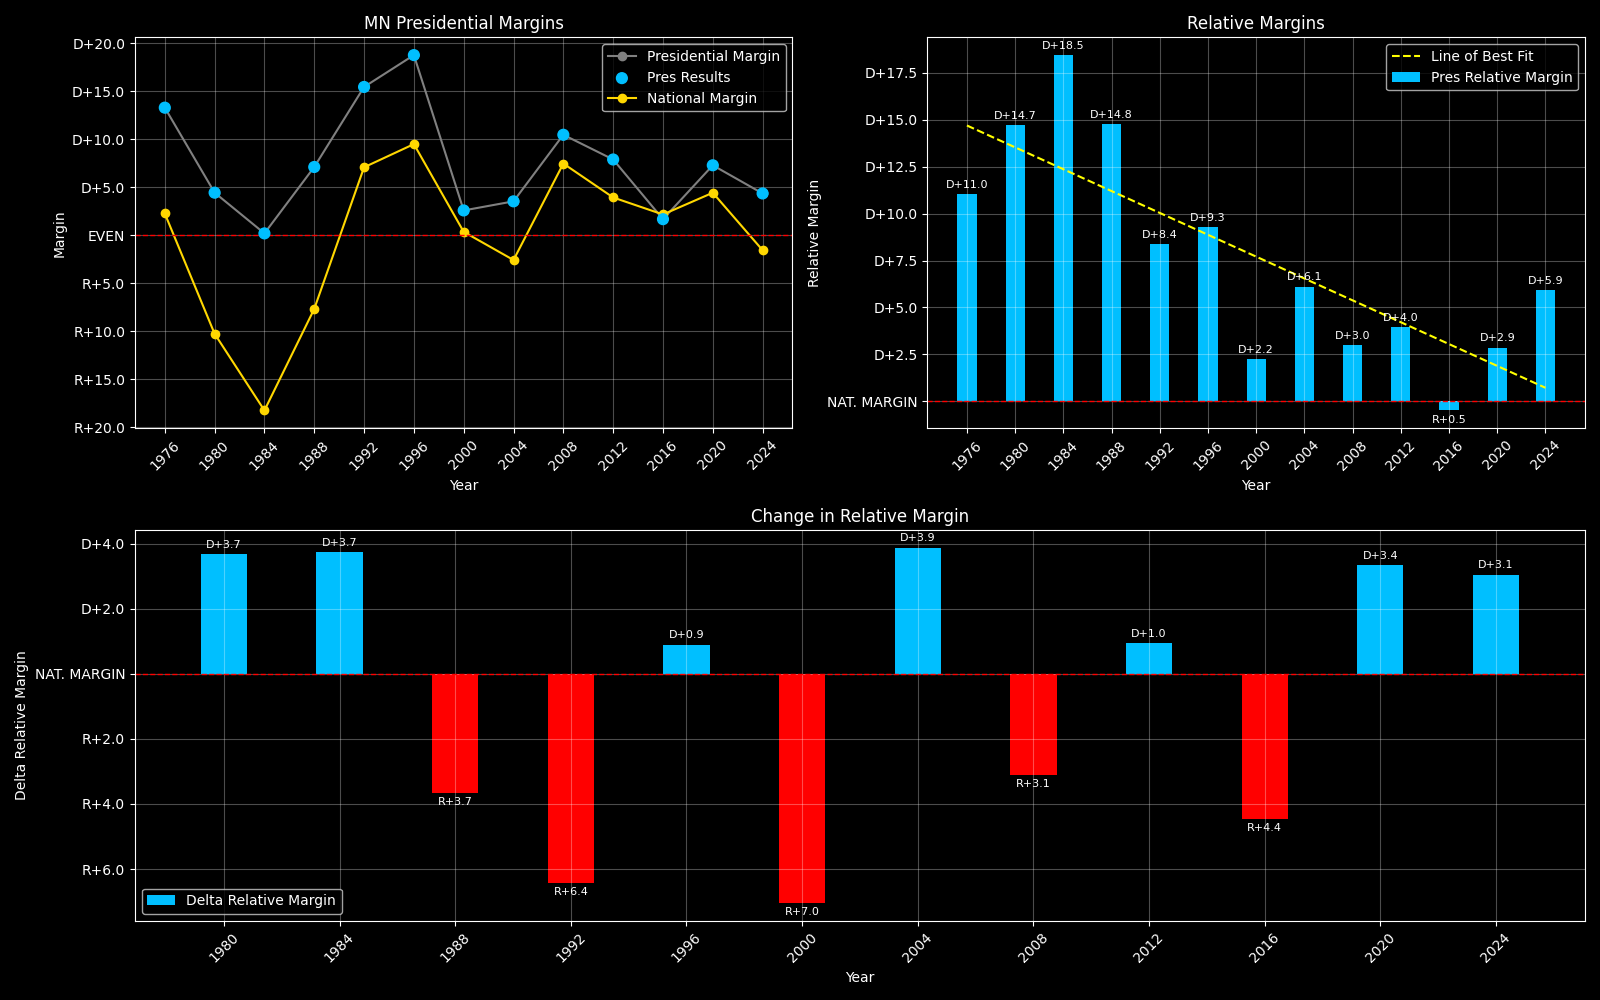 MN Presidential Margins
D+20.0
D+15.0
D+10.0
D+5.0
EVEN
R+5.0
R+10.0
R+15.0
R+20.0
Margin
Presidential Margin
Pres Results
National Margin
1976 1980 1984 1988 1992 1996 2000 2004 2008 2012 2016 2020 2024
Year
Relative Margins
D+17.5
D+15.0
D+12.5
D+10.0
D+7.5
D+5.0
D+2.5
NAT. MARGIN
Relative Margin
Line of Best Fit
Pres Relative Margin
D+11.0
D+14.7
D+18.5
D+14.8
D+8.4
D+9.3
D+2.2
D+6.1
D+3.0
D+4.0
R+0.5
D+2.9
D+5.9
1976 1980 1984 1988 1992 1996 2000 2004 2008 2012 2016 2020 2024
Year
Change in Relative Margin
D+4.0
D+2.0
NAT. MARGIN
R+2.0
R+4.0
R+6.0
Delta Relative Margin
D+3.7
D+3.7
R+3.7
R+6.4
D+0.9
R+7.0
D+3.9
R+3.1
D+1.0
R+4.4
D+3.4
D+3.1
Delta Relative Margin
1980 1984 1988 1992 1996 2000 2004 2008 2012 2016 2020 2024
Year